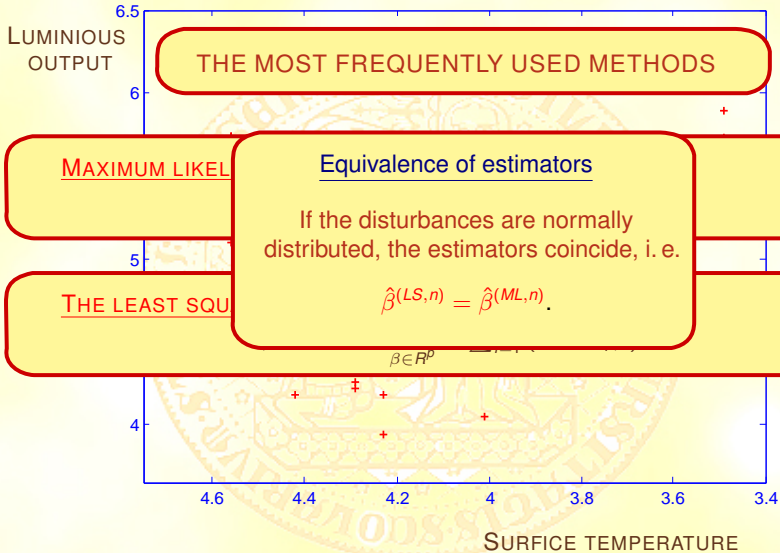 LUMINIOUS
OUTPUT
6.5
THE MOST FREQUENTLY USED METHODS
6
MAXIMUM LIKEL
Equivalence of estimators
If the disturbances are normally
distributed, the estimators coincide, i. e.
β̂^(LS,n) = β̂^(ML,n).
5
THE LEAST SQU
β∈R^p
4
4.6 4.4 4.2 4 3.8 3.6 3.4
SURFICE TEMPERATURE